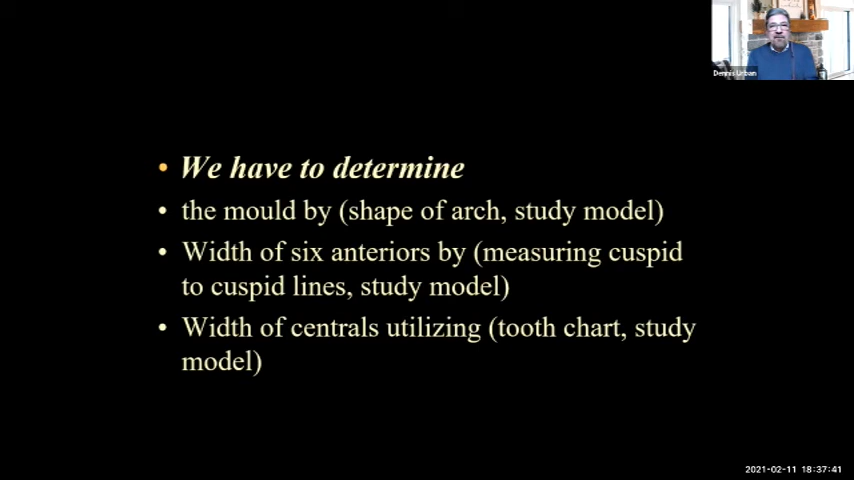 Dennis Urban
• We have to determine
• the mould by (shape of arch, study model)
• Width of six anteriors by (measuring cuspid
to cuspid lines, study model)
• Width of centrals utilizing (tooth chart, study
model)
2021-02-11 18:37:41